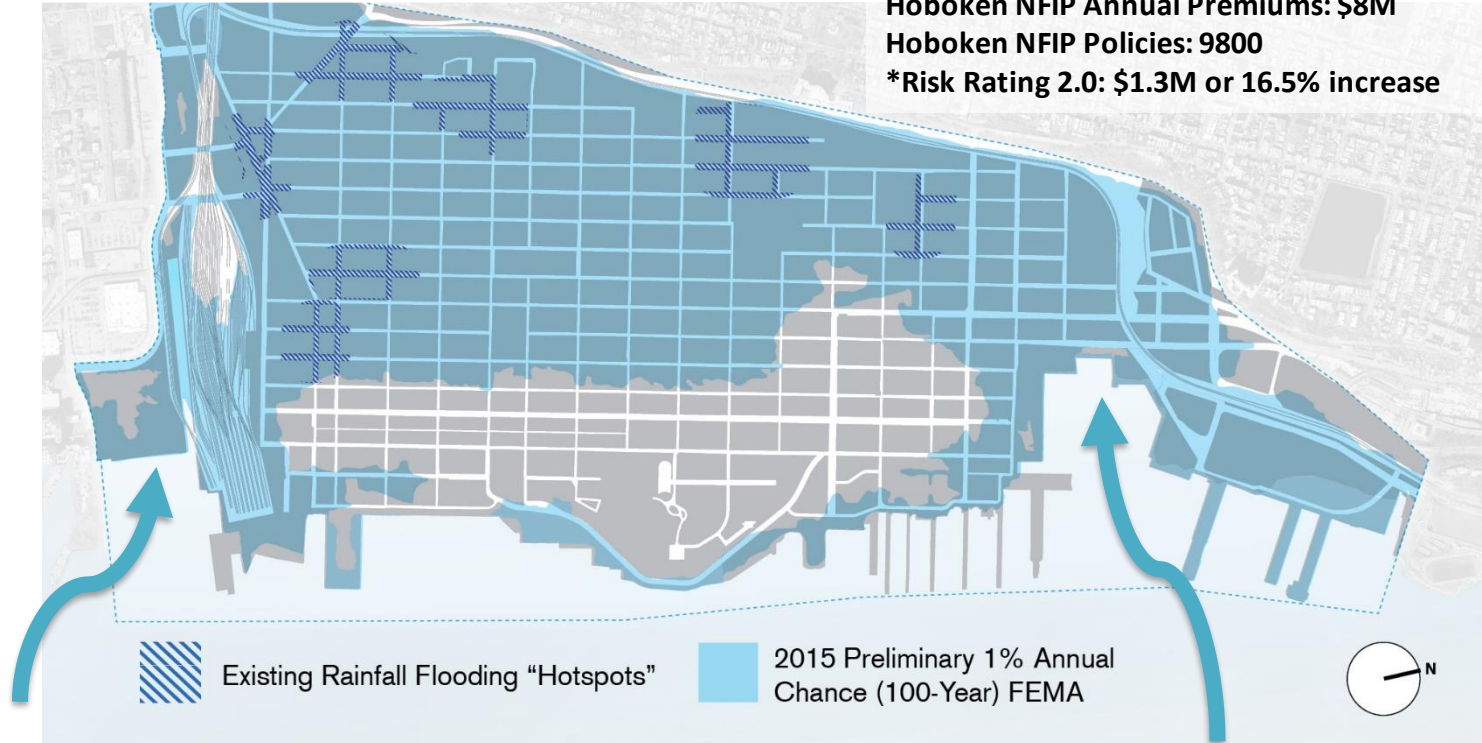 Hoboken NFIP Annual Premiums: $8M
Hoboken NFIP Policies: 9800
*Risk Rating 2.0: $1.3M or 16.5% increase
Existing Rainfall Flooding “Hotspots”
2015 Preliminary 1% Annual
Chance (100-Year) FEMA
N